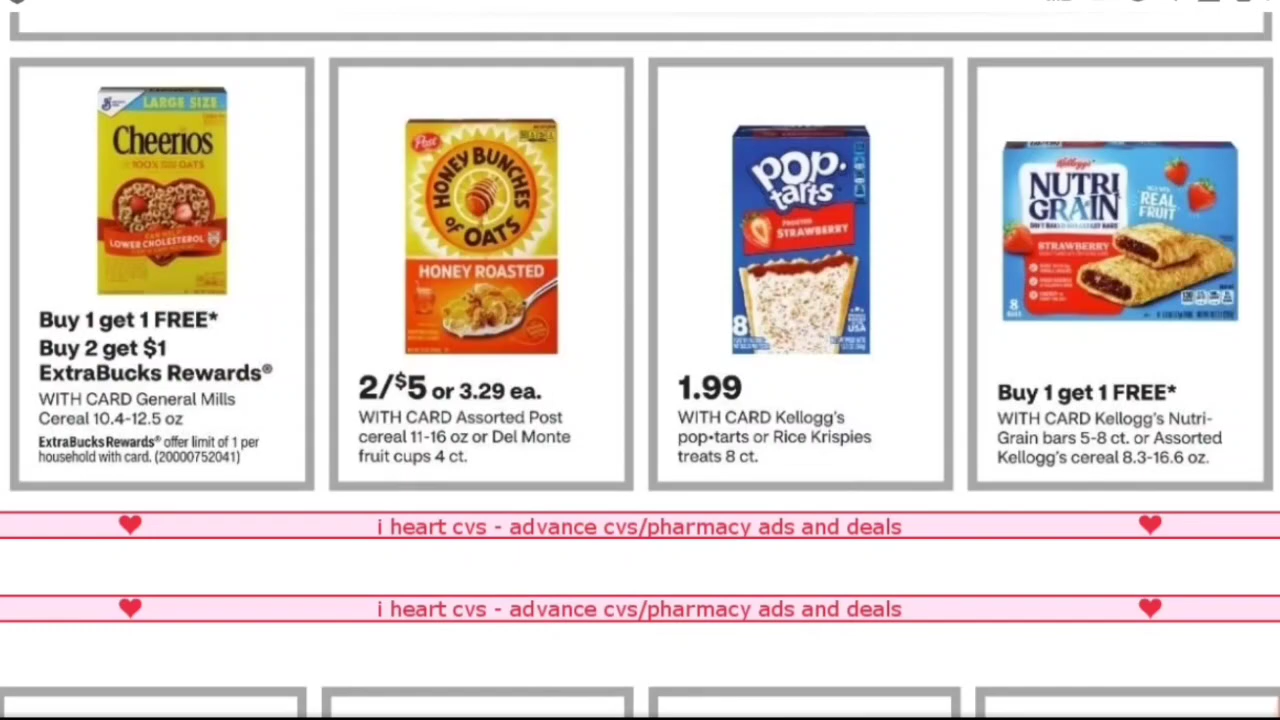 LARGE SIZE
Cheerios
100% OATS
LOWER CHOLESTEROL
Buy 1 get 1 FREE*
Buy 2 get $1
ExtraBucks Rewards®
WITH CARD General Mills
Cereal 10.4-12.5 oz
ExtraBucksRewards® offer limit of 1 per
household with card. (20000752041)
Post
HONEY BUNCHES
OF OATS
HONEY ROASTED
2/$5 or 3.29 ea.
WITH CARD Assorted Post
cereal 11-16 oz or Del Monte
fruit cups 4 ct.
pop.
tarts
FROSTED
STRAWBERRY
8
USA
1.99
WITH CARD Kellogg's
pop•tarts or Rice Krispies
treats 8 ct.
Kellogg's
NUTRI
GRAIN
REAL
FRUIT
STRAWBERRY
8
Buy 1 get 1 FREE*
WITH CARD Kellogg's Nutri-
Grain bars 5-8 ct. or Assorted
Kellogg's cereal 8.3-16.6 oz.
i heart cvs - advance cvs/pharmacy ads and deals
i heart cvs - advance cvs/pharmacy ads and deals